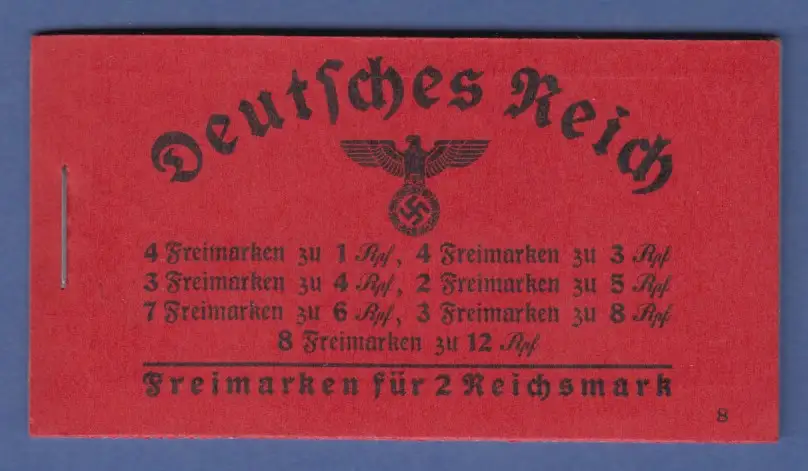 Deutſches Reich
4 Freimarken zu 1 Rpf, 4 Freimarken zu 3 Rpf
3 Freimarken zu 4 Rpf, 2 Freimarken zu 5 Rpf
7 Freimarken zu 6 Rpf, 3 Freimarken zu 8 Rpf
8 Freimarken zu 12 Rpf
Freimarken für 2 Reichsmark
8